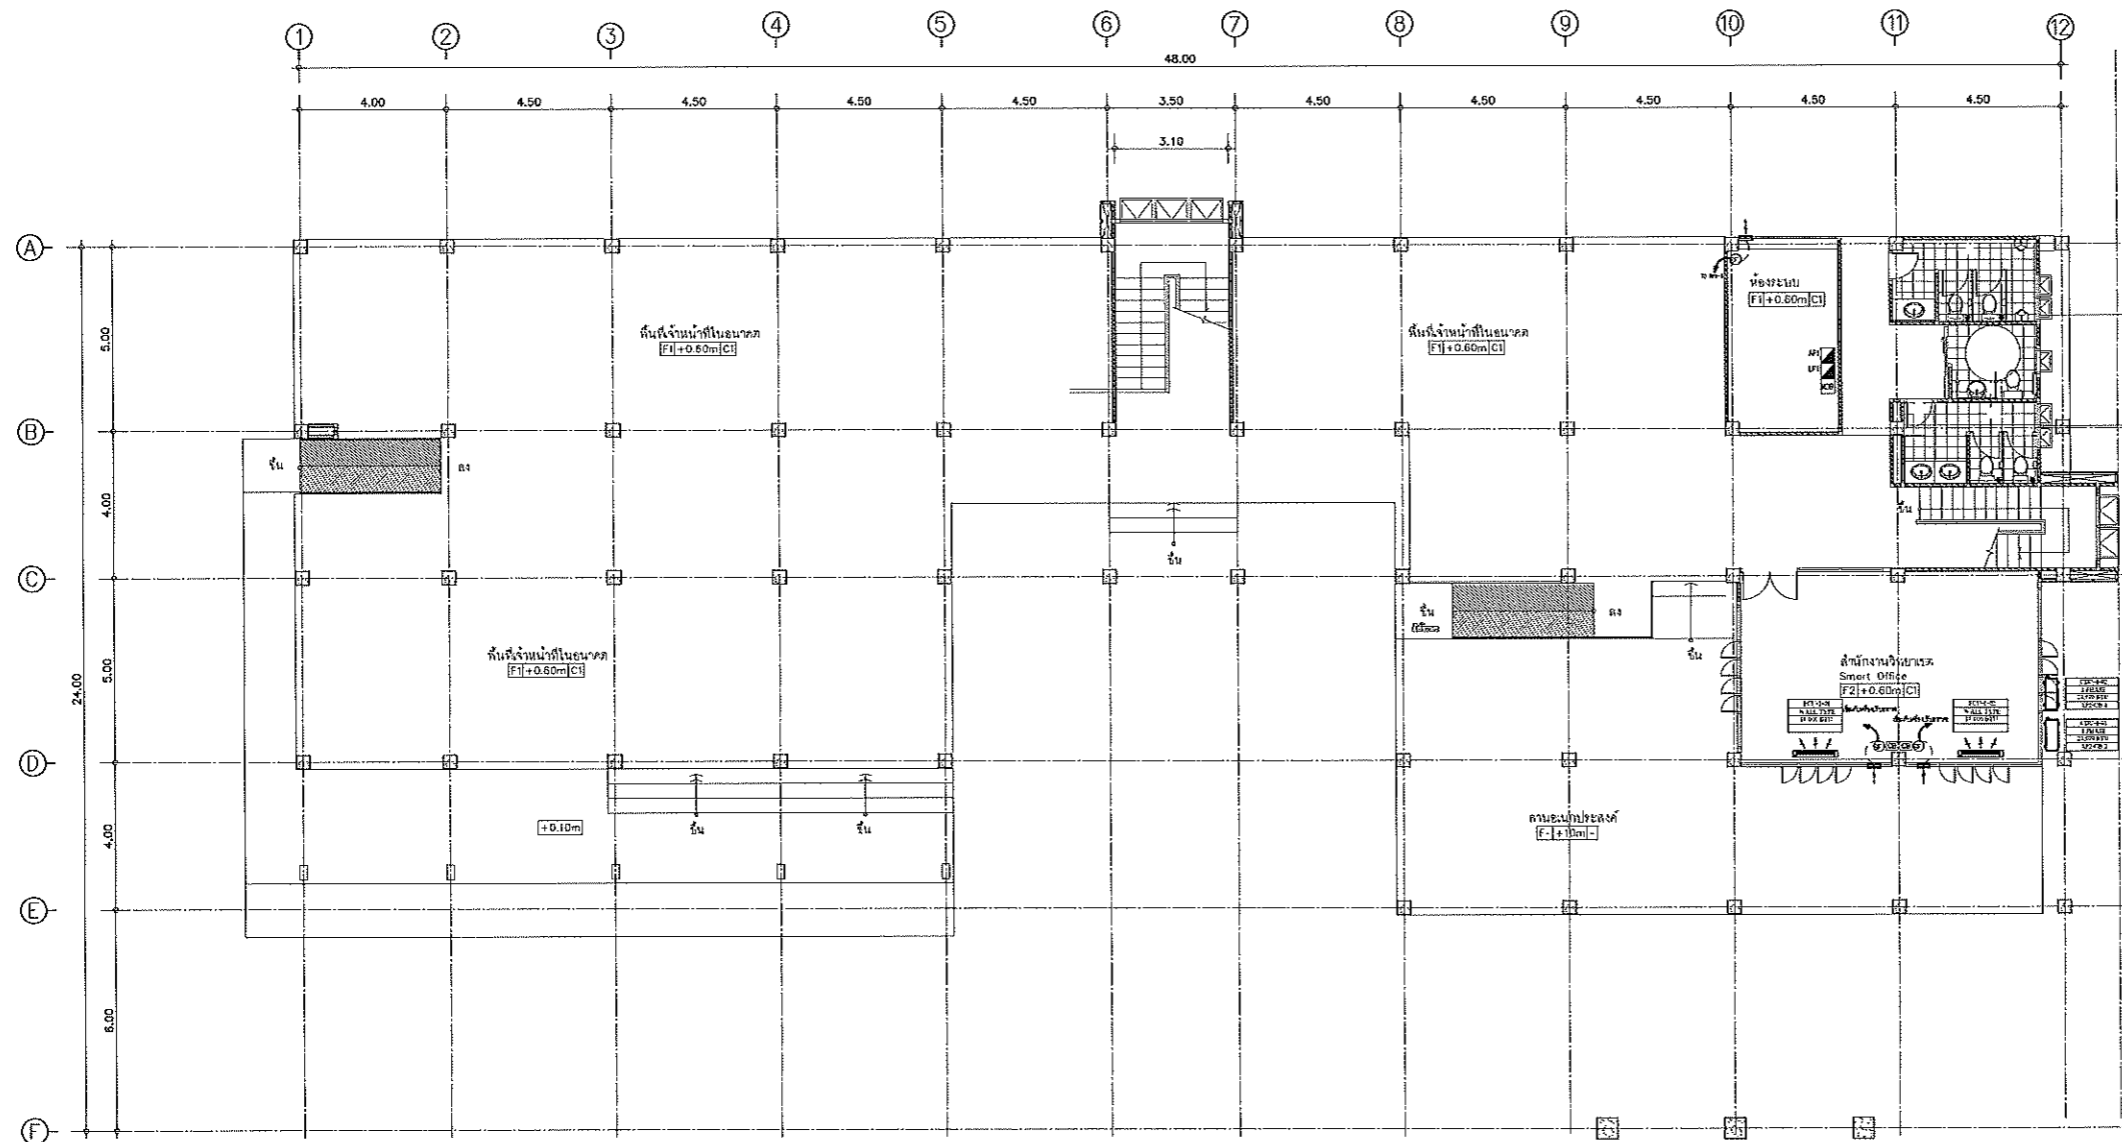 1 2 3 4 5 6 7 8 9 10 11 12
48.00
4.00 4.50 4.50 4.50 4.50 3.50 4.50 4.50 4.50 4.50 4.50
3.10
A
ห้องระบบ
F1 +0.60m C1
5.00
พื้นที่เจ้าหน้าที่ในอนาคต
F1 +0.60m C1
พื้นที่เจ้าหน้าที่ในอนาคต
F1 +0.60m C1
B
ขึ้น
ลง
4.00
ขึ้น
ขึ้น
C
ขึ้น
ลง
ขึ้น
5.00
24.00
พื้นที่เจ้าหน้าที่ในอนาคต
F1 +0.60m C1
สำนักงานวิทยาเขต
Smart Office
F2 +0.60m C1
D
4.00
+0.10m
ขึ้น
ขึ้น
ลานอเนกประสงค์
E
6.00
F